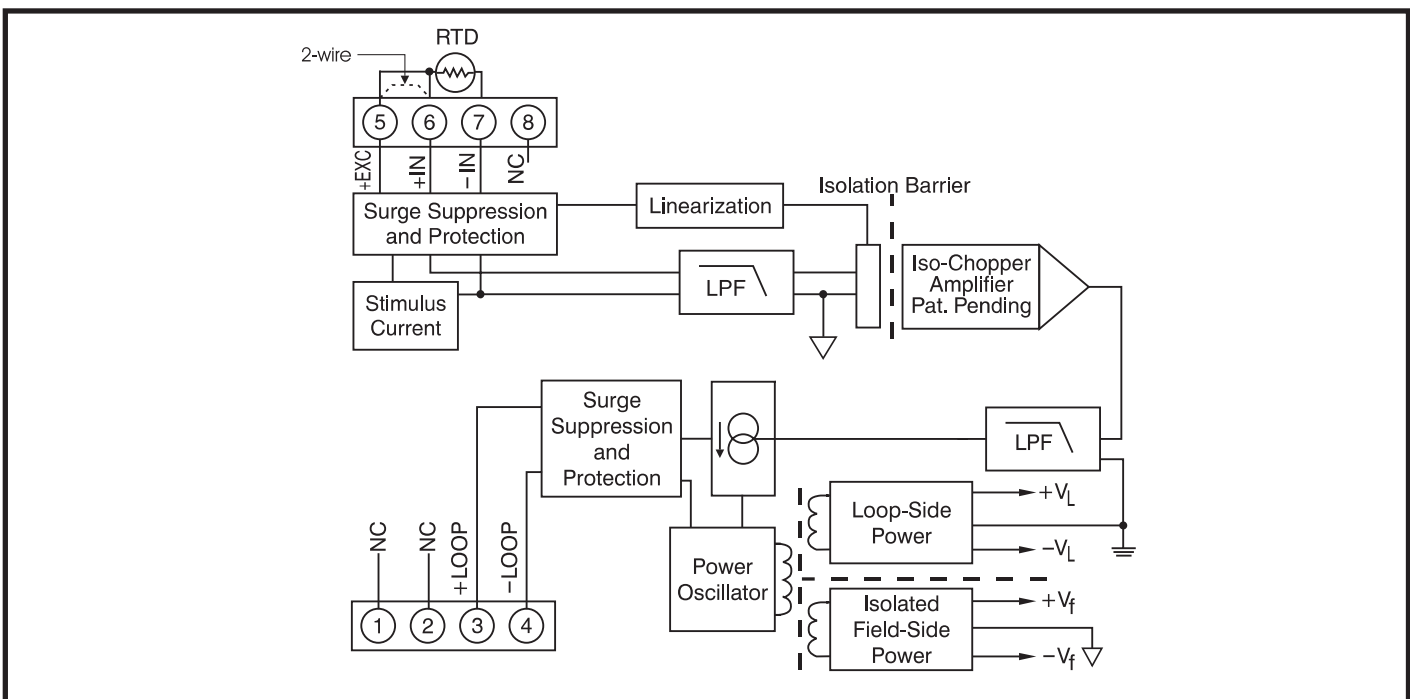 RTD
2-wire
5 6 7 8
+EXC
+IN
−IN
NC
Surge Suppression
and Protection
Linearization
Isolation Barrier
Iso-Chopper
Amplifier
Pat. Pending
LPF
Stimulus
Current
Surge
Suppression
and
Protection
LPF
NC
NC
+LOOP
−LOOP
1 2 3 4
Power
Oscillator
Loop-Side
Power
+VL
−VL
Isolated
Field-Side
Power
+Vf
−Vf